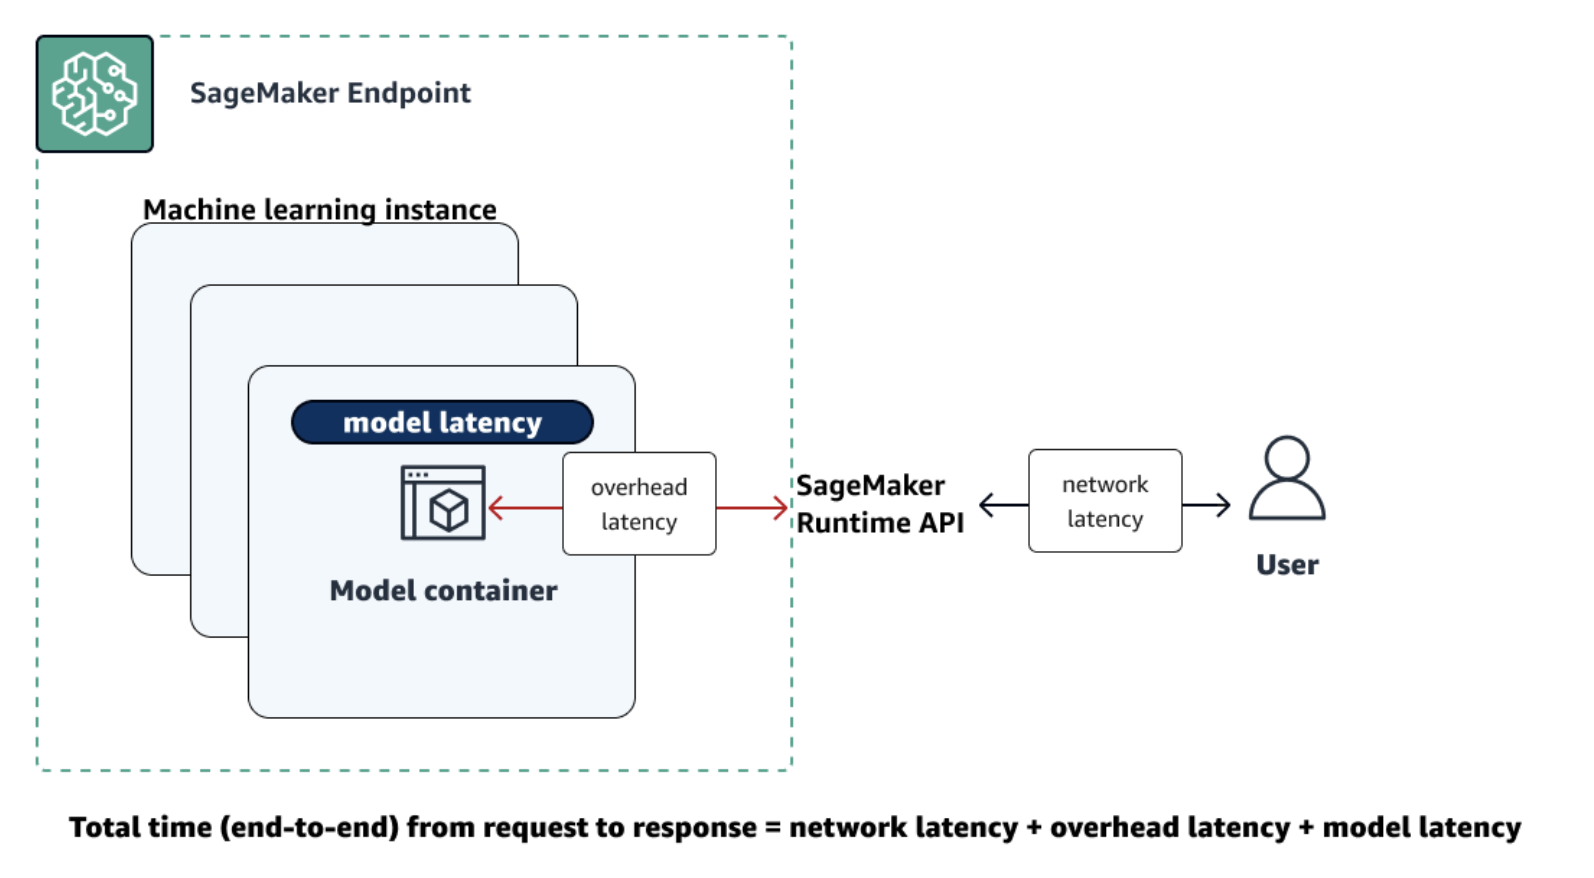 SageMaker Endpoint
Machine learning instance
model latency
overhead
latency
Model container
SageMaker
Runtime API
network
latency
User
Total time (end-to-end) from request to response = network latency + overhead latency + model latency